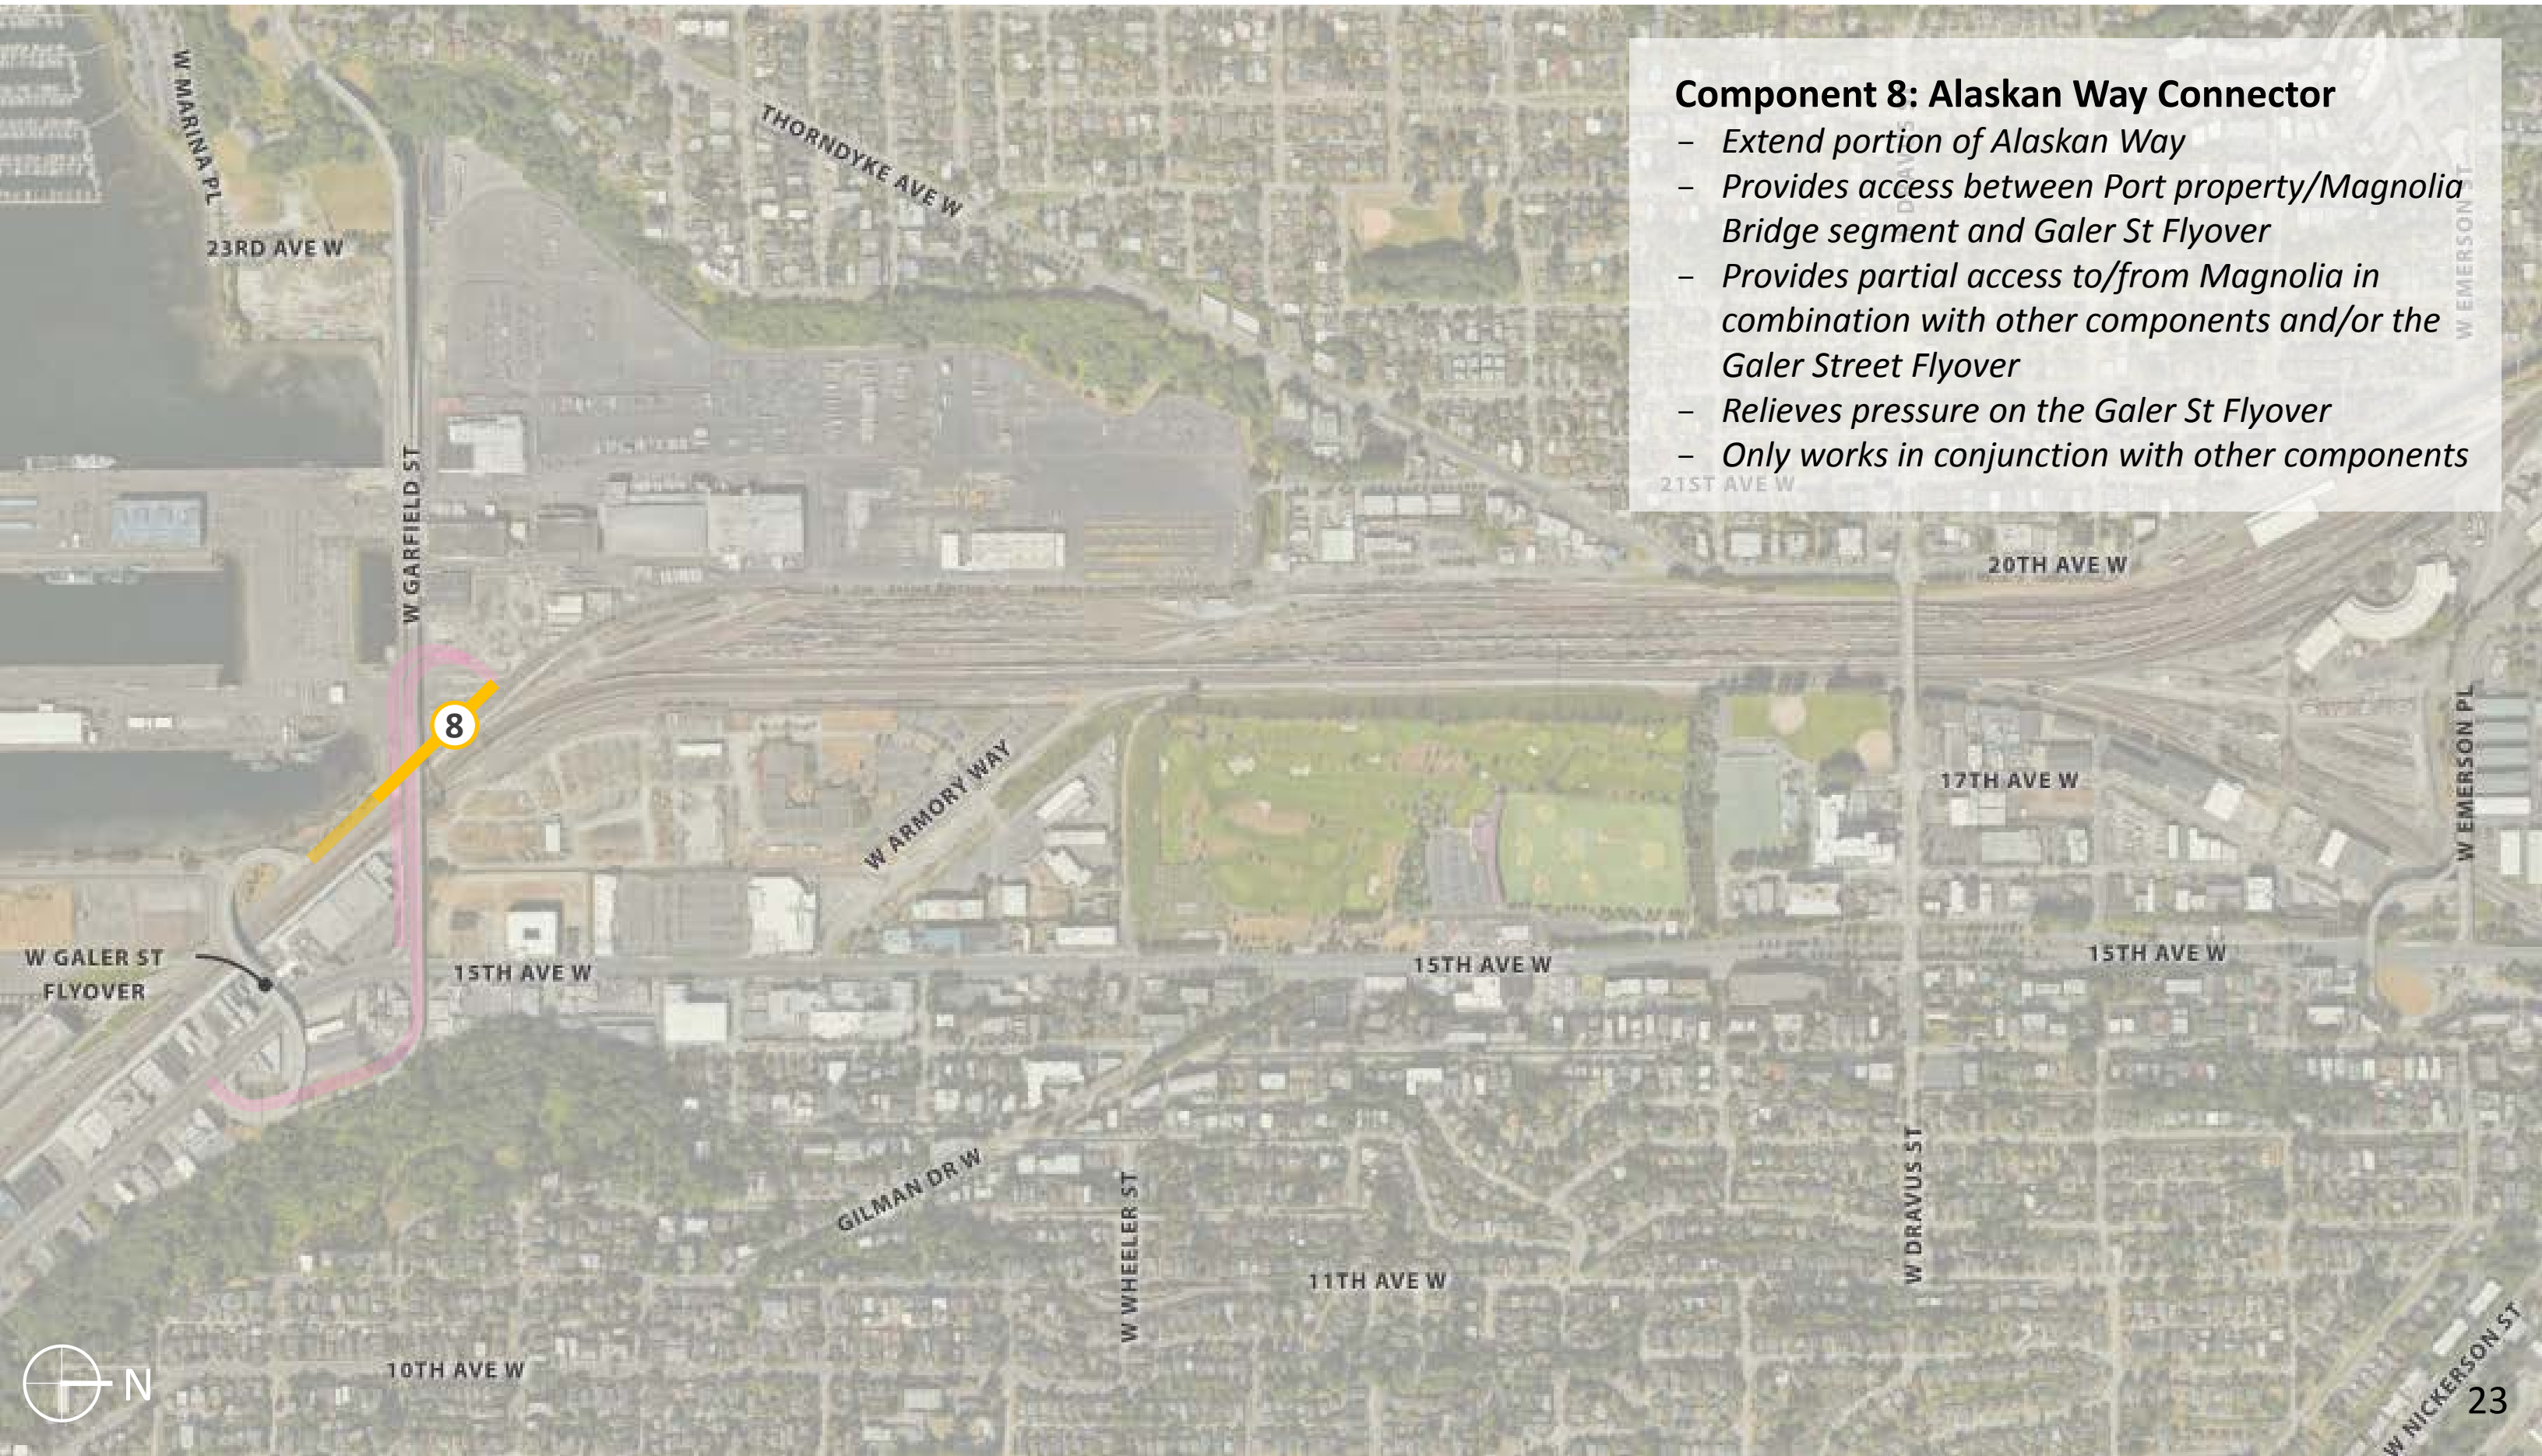 Component 8: Alaskan Way Connector
– Extend portion of Alaskan Way
– Provides access between Port property/Magnolia
Bridge segment and Galer St Flyover
– Provides partial access to/from Magnolia in
combination with other components and/or the
Galer Street Flyover
– Relieves pressure on the Galer St Flyover
– Only works in conjunction with other components
W MARINA PL
THORNDYKE AVE W
23RD AVE W
W EMERSON ST
21ST AVE W
W GARFIELD ST
20TH AVE W
8
W ARMORY WAY
17TH AVE W
W EMERSON PL
W GALER ST
FLYOVER
15TH AVE W
15TH AVE W
15TH AVE W
GILMAN DR W
W WHEELER ST
W DRAVUS ST
11TH AVE W
10TH AVE W
N
W NICKERSON ST
23